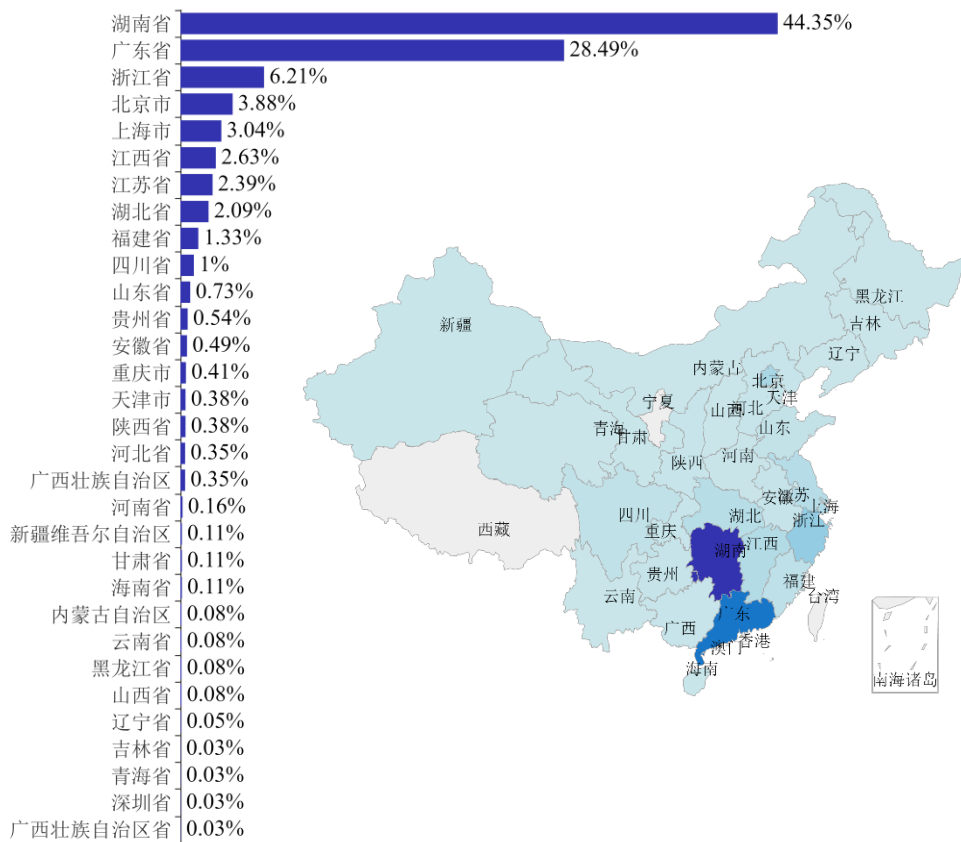 湖南省 44.35%
广东省 28.49%
浙江省 6.21%
北京市 3.88%
上海市 3.04%
江西省 2.63%
江苏省 2.39%
湖北省 2.09%
福建省 1.33%
四川省 1%
山东省 0.73%
贵州省 0.54%
安徽省 0.49%
重庆市 0.41%
天津市 0.38%
陕西省 0.38%
河北省 0.35%
广西壮族自治区 0.35%
河南省 0.16%
新疆维吾尔自治区 0.11%
甘肃省 0.11%
海南省 0.11%
内蒙古自治区 0.08%
云南省 0.08%
黑龙江省 0.08%
山西省 0.08%
辽宁省 0.05%
吉林省 0.03%
青海省 0.03%
深圳省 0.03%
广西壮族自治区省 0.03%
黑龙江
吉林
新疆
辽宁
内蒙古
北京
天津
宁夏
山西
河北
青海
甘肃
山东
陕西
河南
安徽
江苏
上海
四川
湖北
浙江
西藏
重庆
湖南
江西
贵州
福建
云南
台湾
广东
广西
香港
澳门
海南
南海诸岛